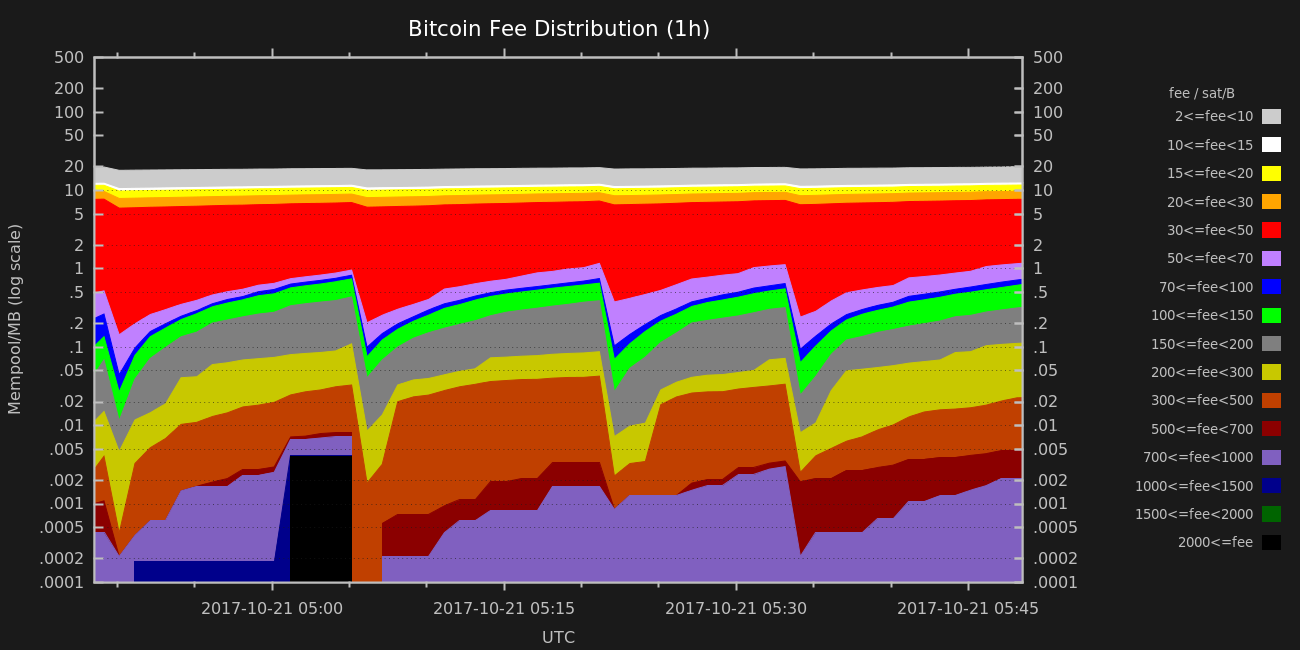 Bitcoin Fee Distribution (1h)
500
200
100
50
20
10
5
2
1
.5
.2
.1
.05
.02
.01
.005
.002
.001
.0005
.0002
.0001
Mempool/MB (log scale)
500
200
100
50
20
10
5
2
1
.5
.2
.1
.05
.02
.01
.005
.002
.001
.0005
.0002
.0001
2017-10-21 05:00
2017-10-21 05:15
2017-10-21 05:30
2017-10-21 05:45
UTC
fee / sat/B
2<=fee<10
10<=fee<15
15<=fee<20
20<=fee<30
30<=fee<50
50<=fee<70
70<=fee<100
100<=fee<150
150<=fee<200
200<=fee<300
300<=fee<500
500<=fee<700
700<=fee<1000
1000<=fee<1500
1500<=fee<2000
2000<=fee